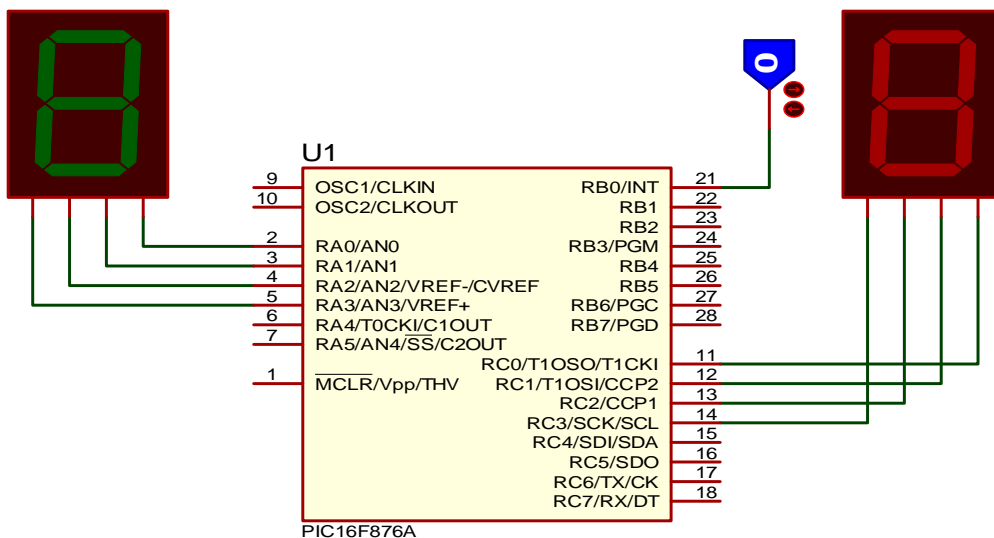 0
U1
9 OSC1/CLKIN
10 OSC2/CLKOUT
2 RA0/AN0
3 RA1/AN1
4 RA2/AN2/VREF-/CVREF
5 RA3/AN3/VREF+
6 RA4/T0CKI/C1OUT
7 RA5/AN4/SS/C2OUT
1 MCLR/Vpp/THV
RB0/INT 21
RB1 22
RB2 23
RB3/PGM 24
RB4 25
RB5 26
RB6/PGC 27
RB7/PGD 28
RC0/T1OSO/T1CKI 11
RC1/T1OSI/CCP2 12
RC2/CCP1 13
RC3/SCK/SCL 14
RC4/SDI/SDA 15
RC5/SDO 16
RC6/TX/CK 17
RC7/RX/DT 18
PIC16F876A